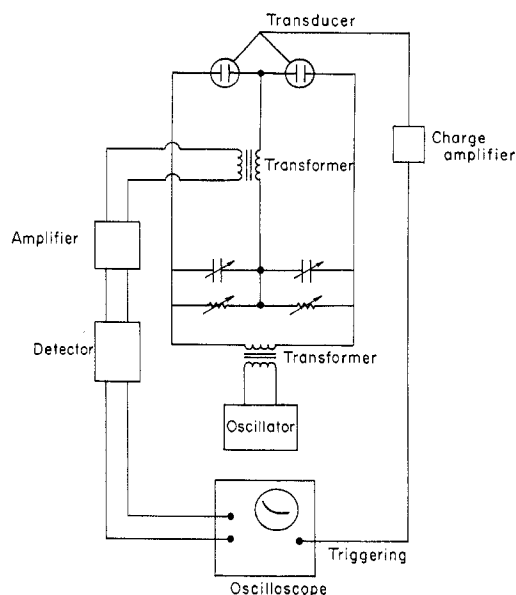 Transducer
Charge
amplifier
Transformer
Amplifier
Detector
Transformer
Oscillator
Triggering
Oscilloscope